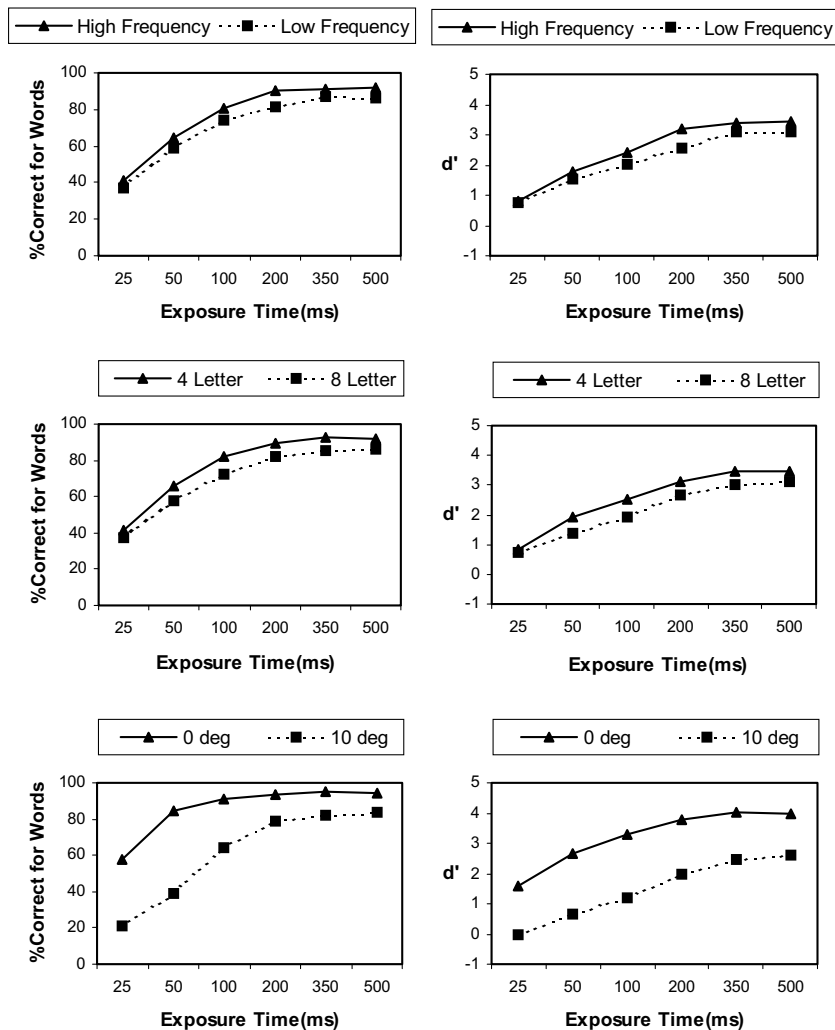 High Frequency Low Frequency
100
80
60
40
20
0
%Correct for Words
25 50 100 200 350 500
Exposure Time(ms)
High Frequency Low Frequency
5
4
3
2
1
0
-1
d'
25 50 100 200 350 500
Exposure Time(ms)
4 Letter 8 Letter
100
80
60
40
20
0
%Correct for Words
25 50 100 200 350 500
Exposure Time(ms)
4 Letter 8 Letter
5
4
3
2
1
0
-1
d'
25 50 100 200 350 500
Exposure Time(ms)
0 deg 10 deg
100
80
60
40
20
0
%Correct for Words
25 50 100 200 350 500
Exposure Time(ms)
0 deg 10 deg
5
4
3
2
1
0
-1
d'
25 50 100 200 350 500
Exposure Time(ms)